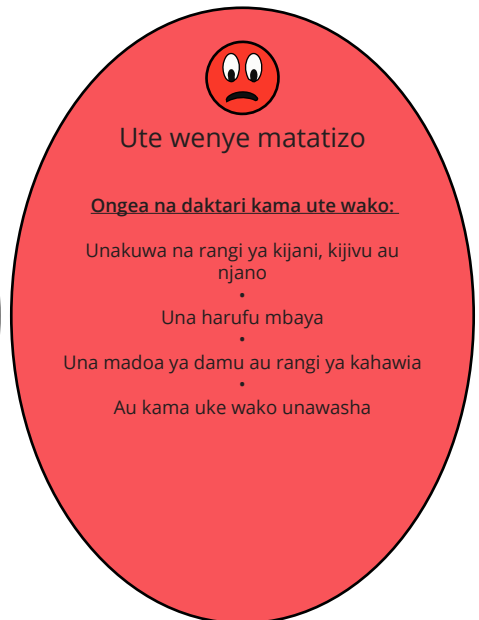 Ute wenye matatizo
Ongea na daktari kama ute wako:
Unakuwa na rangi ya kijani, kijivu au
njano
•
Una harufu mbaya
•
Una madoa ya damu au rangi ya kahawia
•
Au kama uke wako unawasha